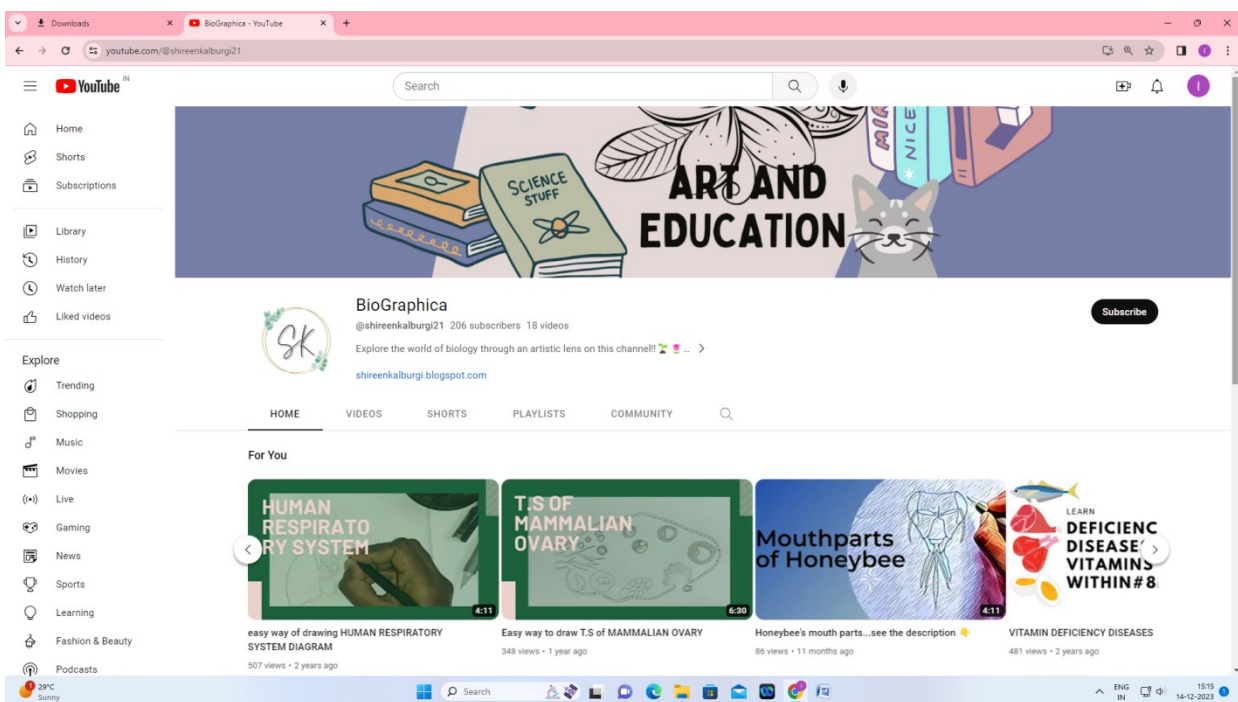 Downloads
BioGraphica - YouTube
youtube.com/@shireenkalburgi21
YouTube IN
Search
I
Home
Shorts
Subscriptions
Library
History
Watch later
Liked videos
Explore
Trending
Shopping
Music
Movies
Live
Gaming
News
Sports
Learning
Fashion & Beauty
Podcasts
SCIENCE
STUFF
ART AND
EDUCATION
NICE
BioGraphica
@shireenkalburgi21 206 subscribers 18 videos
Explore the world of biology through an artistic lens on this channel!! ...
shireenkalburgi.blogspot.com
SK
Subscribe
HOME VIDEOS SHORTS PLAYLISTS COMMUNITY
For You
HUMAN
RESPIRATO
RY SYSTEM
4:11
easy way of drawing HUMAN RESPIRATORY
SYSTEM DIAGRAM
507 views • 2 years ago
T.S OF
MAMMALIAN
OVARY
6:30
Easy way to draw T.S of MAMMALIAN OVARY
348 views • 1 year ago
Mouthparts
of Honeybee
4:11
Honeybee's mouth parts...see the description 👇
86 views • 11 months ago
LEARN
DEFICIENC
DISEASE
VITAMINS
WITHIN # 8
VITAMIN DEFICIENCY DISEASES
481 views • 2 years ago
29°C
Sunny
Search
ENG
IN
15:15
14-12-2023